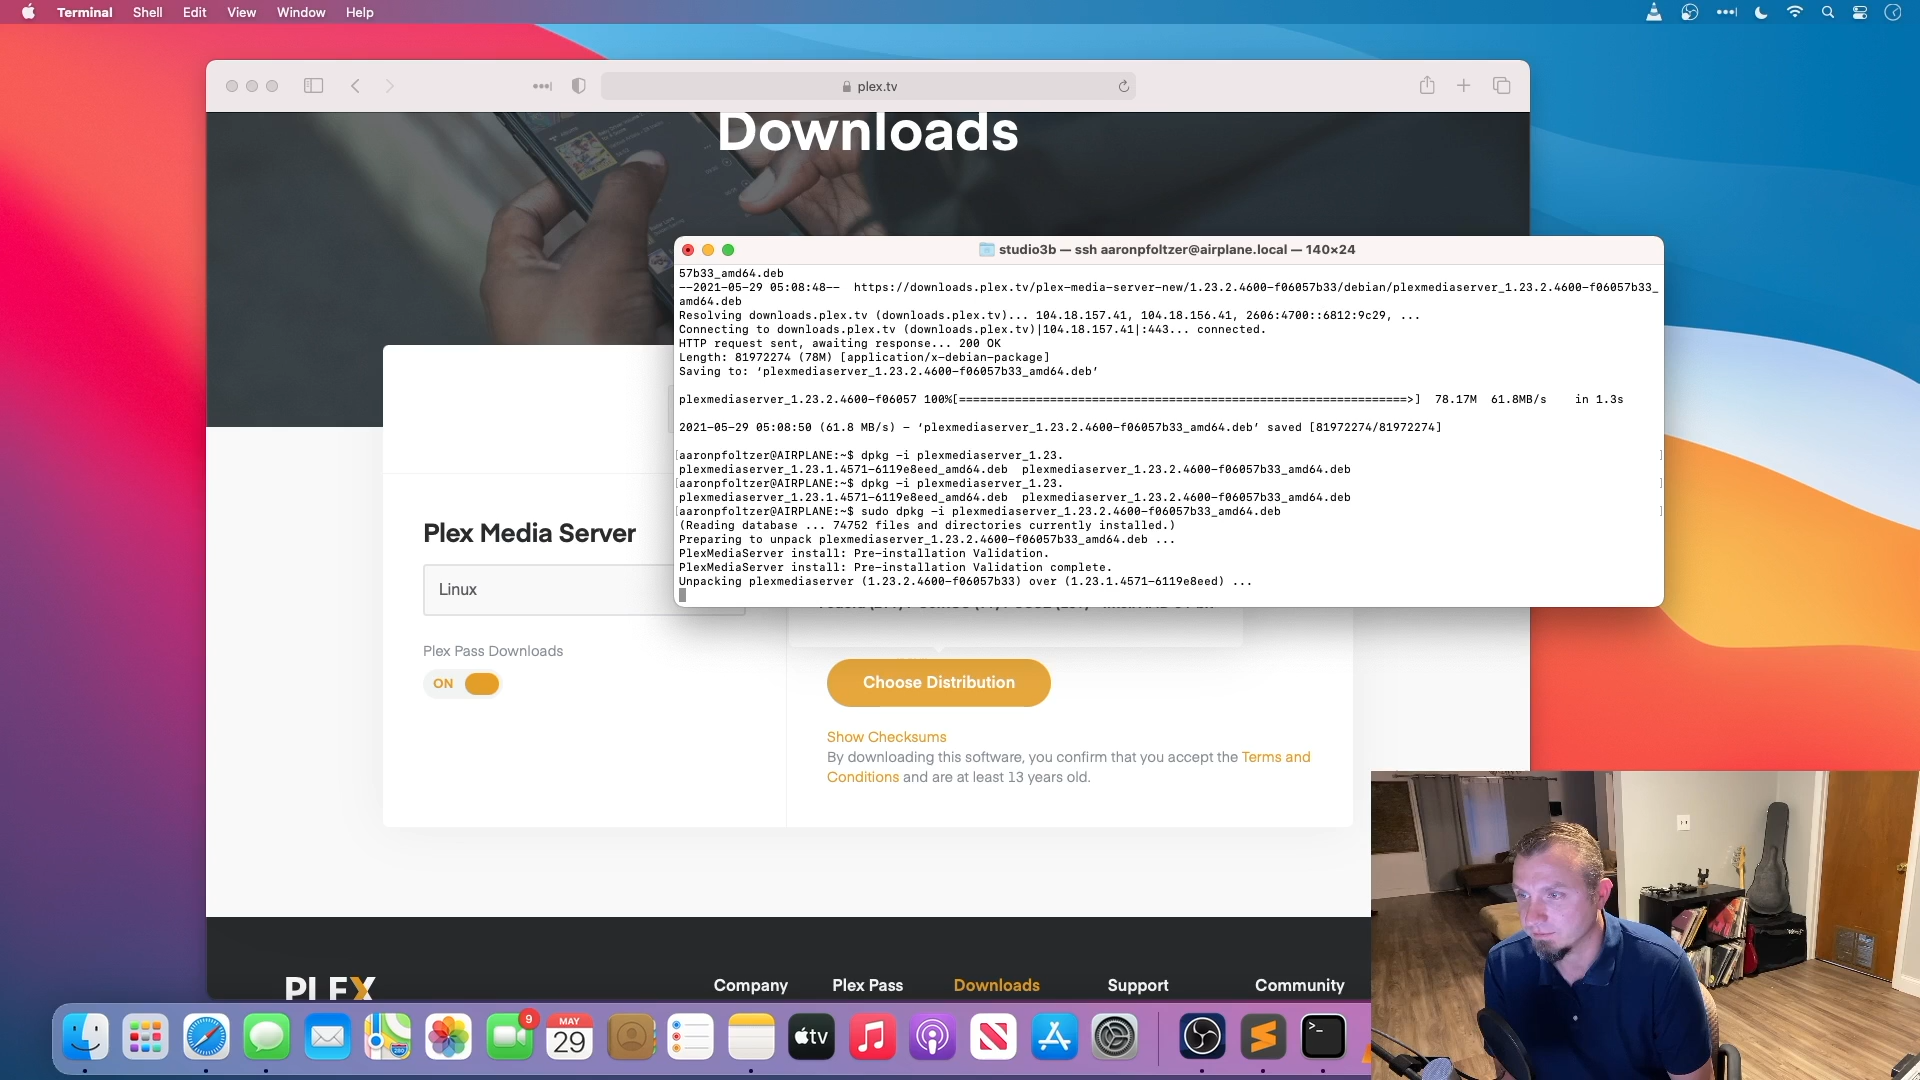 Terminal Shell Edit View Window Help
plex.tv
Downloads
studio3b — ssh aaronpfoltzer@airplane.local — 140×24
57b33_amd64.deb
--2021-05-29 05:08:48-- https://downloads.plex.tv/plex-media-server-new/1.23.2.4600-f06057b33/debian/plexmediaserver_1.23.2.4600-f06057b33_
amd64.deb
Resolving downloads.plex.tv (downloads.plex.tv)... 104.18.157.41, 104.18.156.41, 2606:4700::6812:9c29, ...
Connecting to downloads.plex.tv (downloads.plex.tv)|104.18.157.41|:443... connected.
HTTP request sent, awaiting response... 200 OK
Length: 81972274 (78M) [application/x-debian-package]
Saving to: ‘plexmediaserver_1.23.2.4600-f06057b33_amd64.deb’
plexmediaserver_1.23.2.4600-f06057 100%[================================================================>] 78.17M 61.8MB/s in 1.3s
2021-05-29 05:08:50 (61.8 MB/s) - ‘plexmediaserver_1.23.2.4600-f06057b33_amd64.deb’ saved [81972274/81972274]
[aaronpfoltzer@AIRPLANE:~$ dpkg -i plexmediaserver_1.23. ]
plexmediaserver_1.23.1.4571-6119e8eed_amd64.deb plexmediaserver_1.23.2.4600-f06057b33_amd64.deb
[aaronpfoltzer@AIRPLANE:~$ dpkg -i plexmediaserver_1.23. ]
plexmediaserver_1.23.1.4571-6119e8eed_amd64.deb plexmediaserver_1.23.2.4600-f06057b33_amd64.deb
[aaronpfoltzer@AIRPLANE:~$ sudo dpkg -i plexmediaserver_1.23.2.4600-f06057b33_amd64.deb ]
(Reading database ... 74752 files and directories currently installed.)
Preparing to unpack plexmediaserver_1.23.2.4600-f06057b33_amd64.deb ...
PlexMediaServer install: Pre-installation Validation.
PlexMediaServer install: Pre-installation Validation complete.
Unpacking plexmediaserver (1.23.2.4600-f06057b33) over (1.23.1.4571-6119e8eed) ...
Plex Media Server
Linux
Plex Pass Downloads
ON
Choose Distribution
Show Checksums
By downloading this software, you confirm that you accept the Terms and
Conditions and are at least 13 years old.
PLEX
Company Plex Pass Downloads Support Community
9
MAY
29
tv
>_